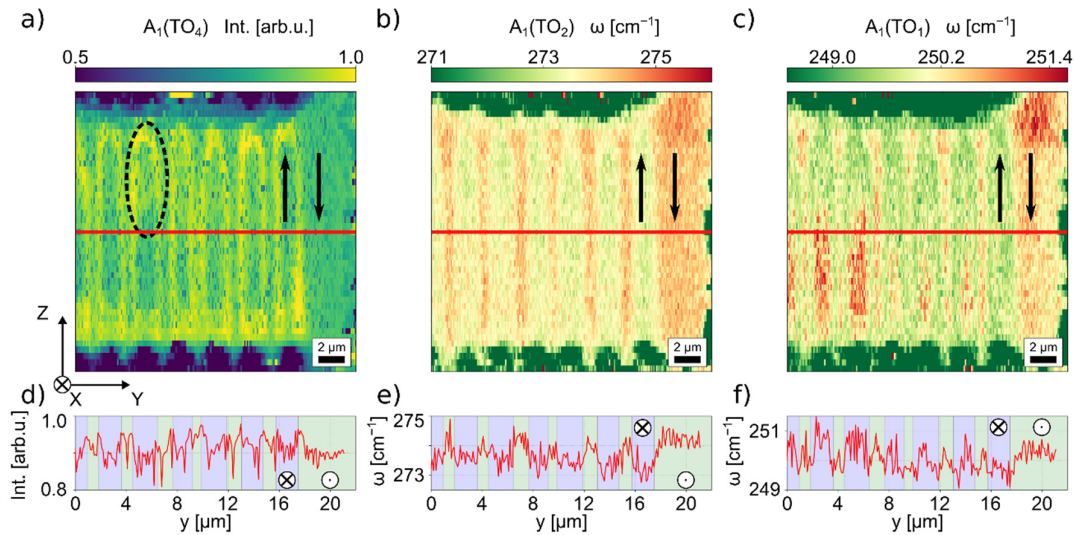 a) b) c)
A₁(TO₄) Int. [arb.u.] A₁(TO₂) ω [cm⁻¹] A₁(TO₁) ω [cm⁻¹]
0.5 1.0 271 273 275 249.0 250.2 251.4
2 μm 2 μm 2 μm
Z
X Y
d) e) f)
Int. [arb.u.] 1.0 0.8
ω [cm⁻¹] 275 273
ω [cm⁻¹] 251 249
0 4 8 12 16 20 0 4 8 12 16 20 0 4 8 12 16 20
y [μm] y [μm] y [μm]